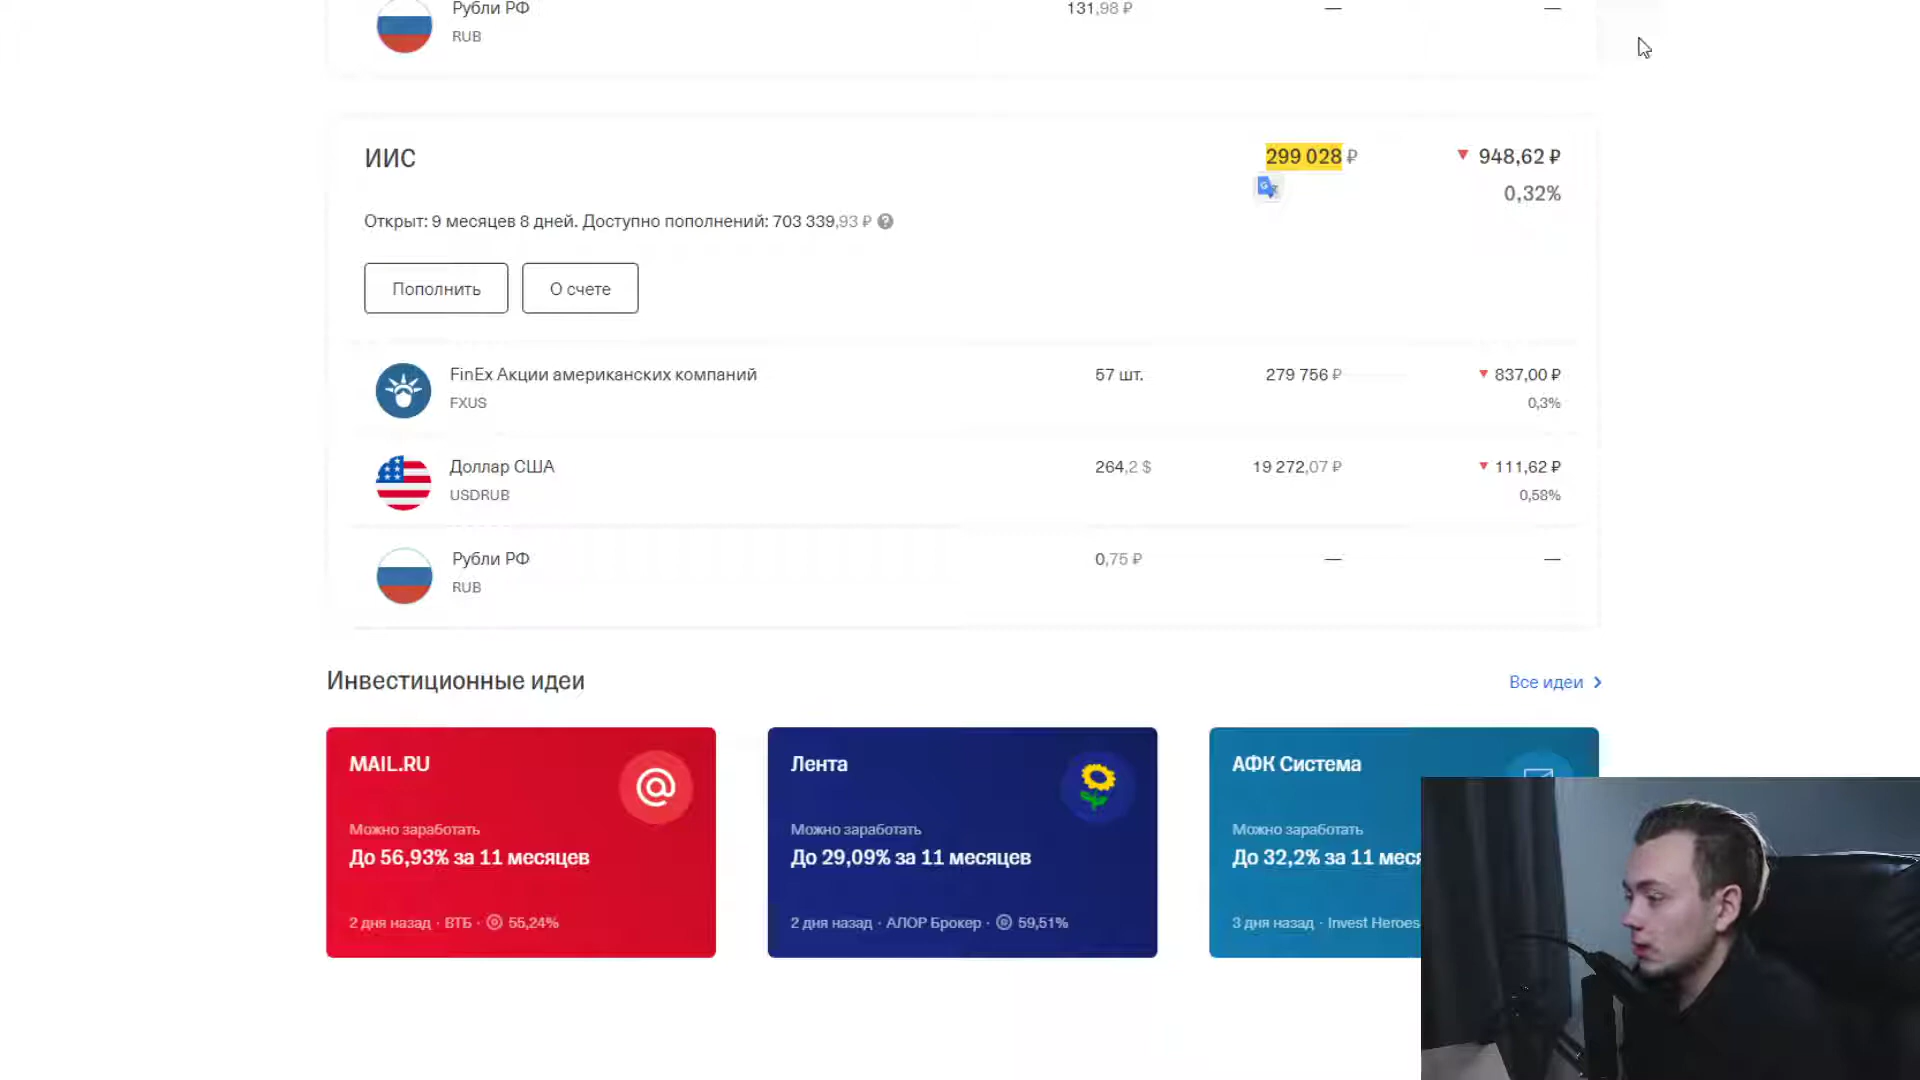 Рубли РФ
131,98 ₽ — —
RUB
ИИС
299 028 ₽
948,62 ₽
0,32%
Открыт: 9 месяцев 8 дней. Доступно пополнений: 703 339,93 ₽ ?
Пополнить
О счете
FinEx Акции американских компаний
57 шт.
279 756 ₽
837,00 ₽
FXUS
0,3%
Доллар США
264,2 $
19 272,07 ₽
111,62 ₽
USDRUB
0,58%
Рубли РФ
0,75 ₽ — —
RUB
Инвестиционные идеи
Все идеи
MAIL.RU
@
Можно заработать
До 56,93% за 11 месяцев
2 дня назад · ВТБ · 55,24%
Лента
Можно заработать
До 29,09% за 11 месяцев
2 дня назад · АЛОР Брокер · 59,51%
АФК Система
Можно заработать
До 32,2% за 11
3 дня назад · Invest Heroes